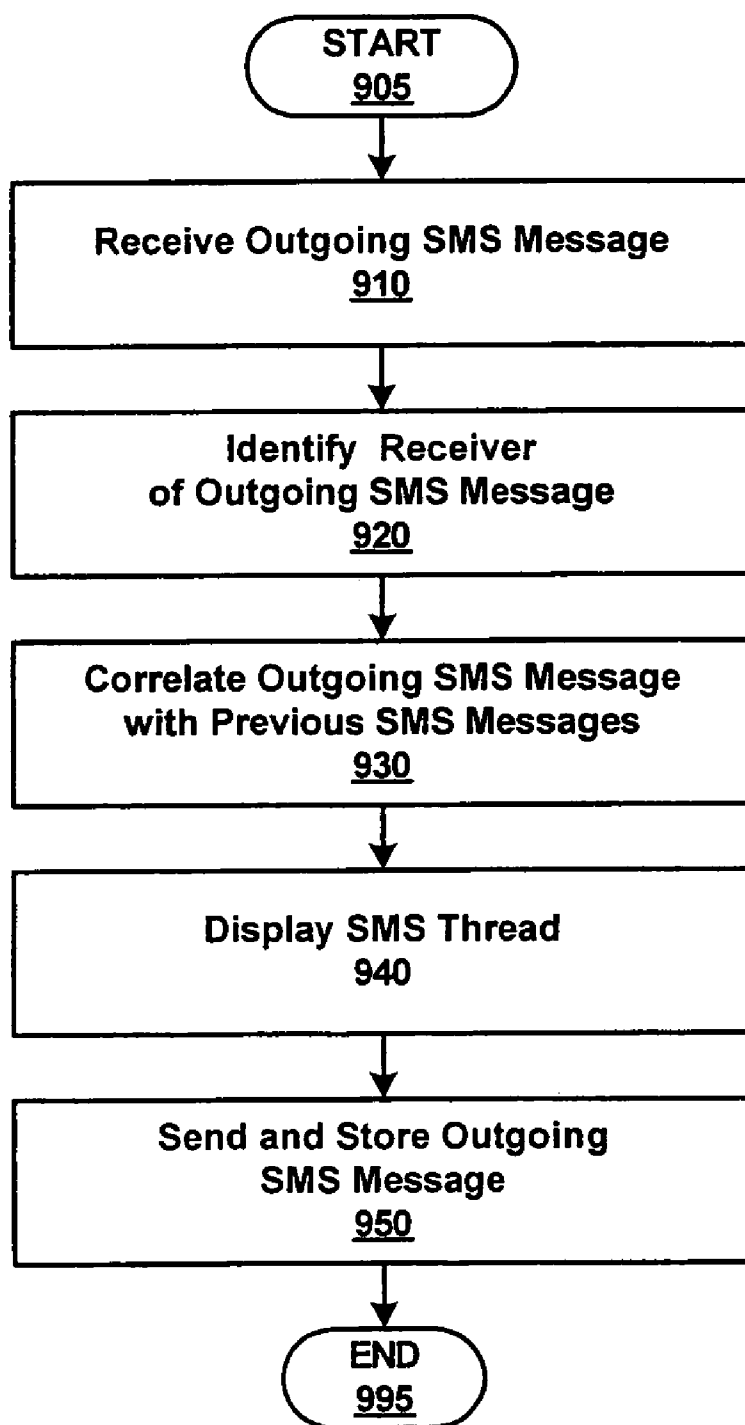 START
905
Receive Outgoing SMS Message
910
Identify Receiver
of Outgoing SMS Message
920
Correlate Outgoing SMS Message
with Previous SMS Messages
930
Display SMS Thread
940
Send and Store Outgoing
SMS Message
950
END
995